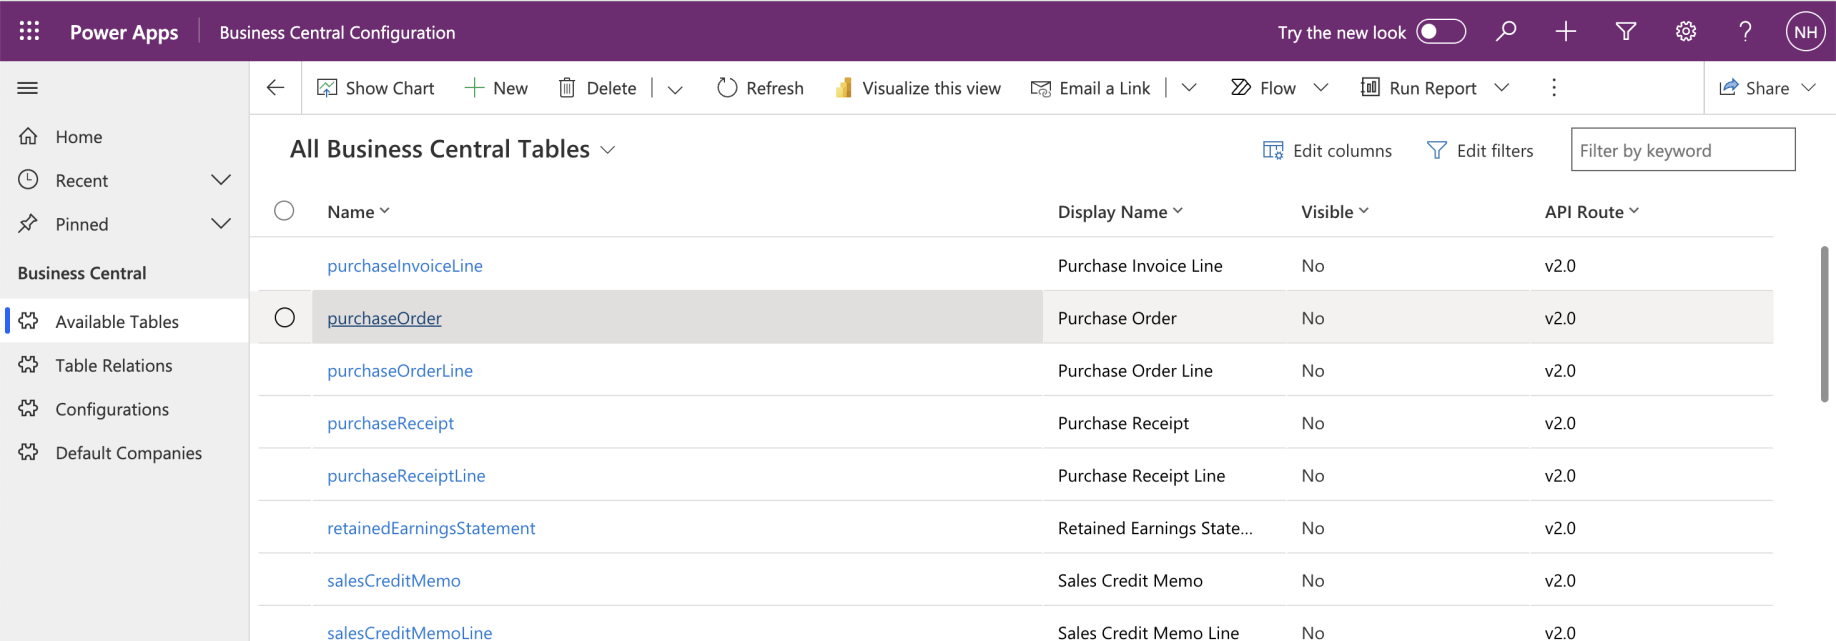 Power Apps Business Central Configuration Try the new look NH
Show Chart New Delete Refresh Visualize this view Email a Link Flow Run Report Share
Home
Recent
Pinned
Business Central
Available Tables
Table Relations
Configurations
Default Companies
All Business Central Tables Edit columns Edit filters Filter by keyword
Name Display Name Visible API Route
purchaseInvoiceLine Purchase Invoice Line No v2.0
purchaseOrder Purchase Order No v2.0
purchaseOrderLine Purchase Order Line No v2.0
purchaseReceipt Purchase Receipt No v2.0
purchaseReceiptLine Purchase Receipt Line No v2.0
retainedEarningsStatement Retained Earnings State... No v2.0
salesCreditMemo Sales Credit Memo No v2.0
salesCreditMemoLine Sales Credit Memo Line No v2.0